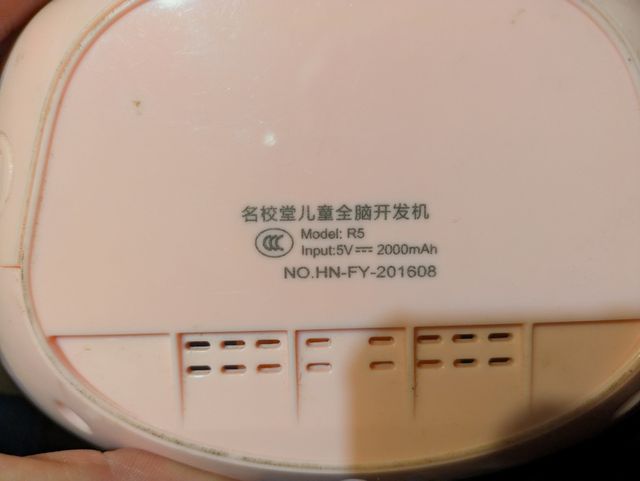 名校堂儿童全脑开发机
CCC
Model: R5
Input:5V⎓2000mAh
NO.HN-FY-201608